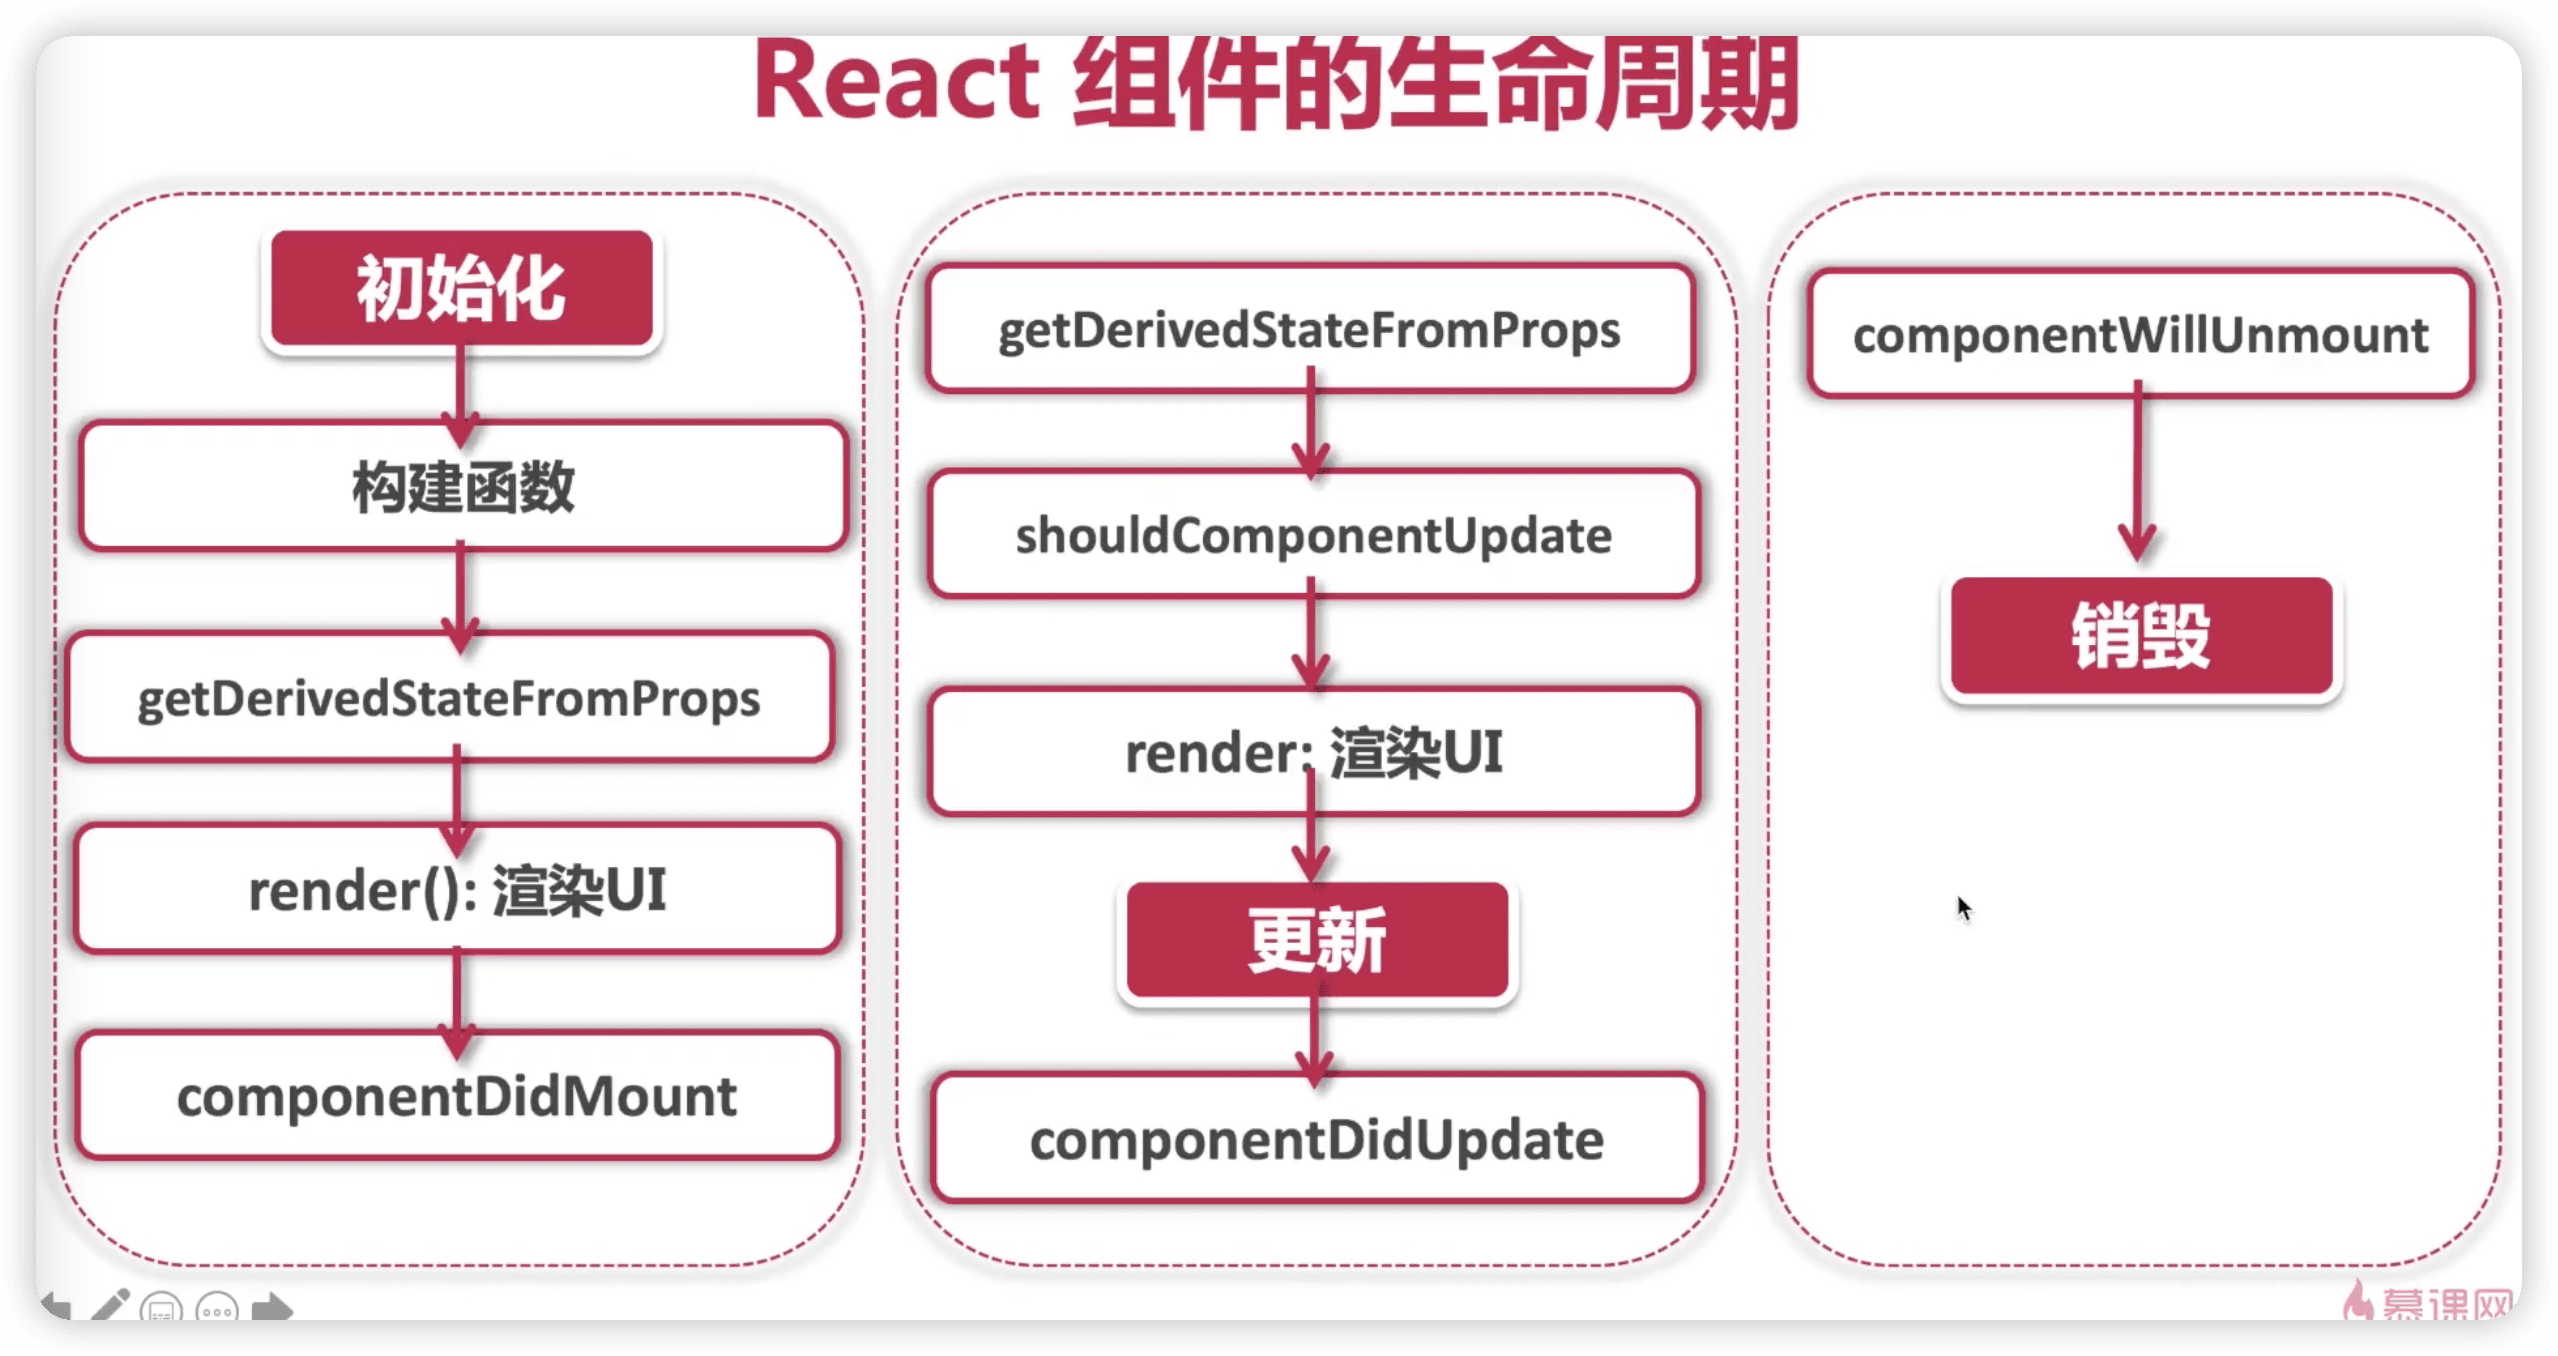 React 组件的生命周期
初始化
构建函数
getDerivedStateFromProps
render(): 渲染UI
componentDidMount
getDerivedStateFromProps
shouldComponentUpdate
render: 渲染UI
更新
componentDidUpdate
componentWillUnmount
销毁
慕课网